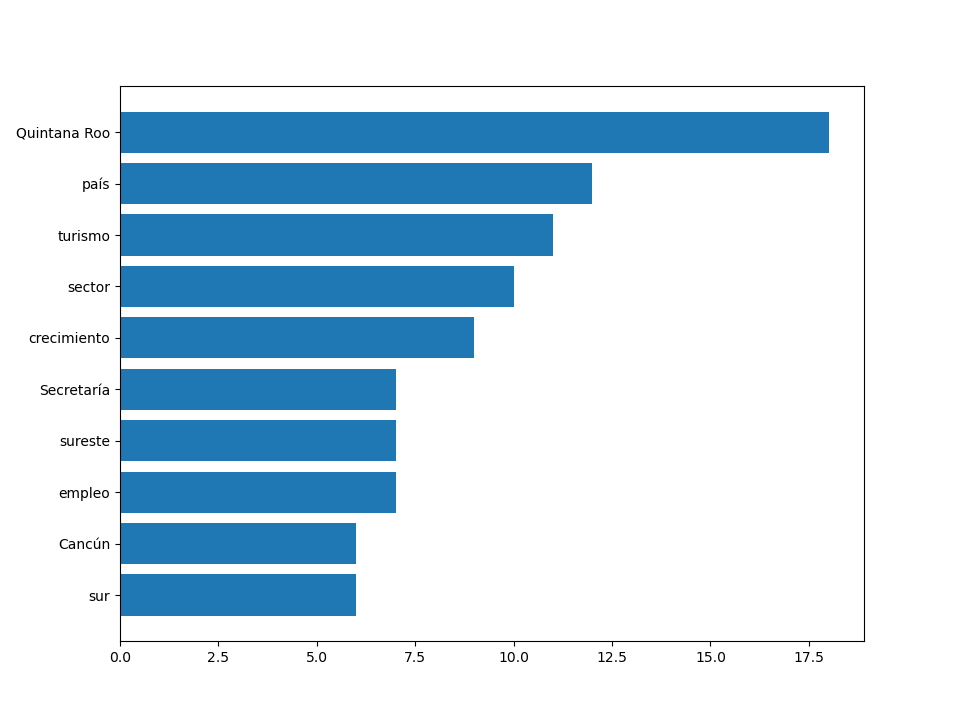 Quintana Roo
país
turismo
sector
crecimiento
Secretaría
sureste
empleo
Cancún
sur
0.0 2.5 5.0 7.5 10.0 12.5 15.0 17.5